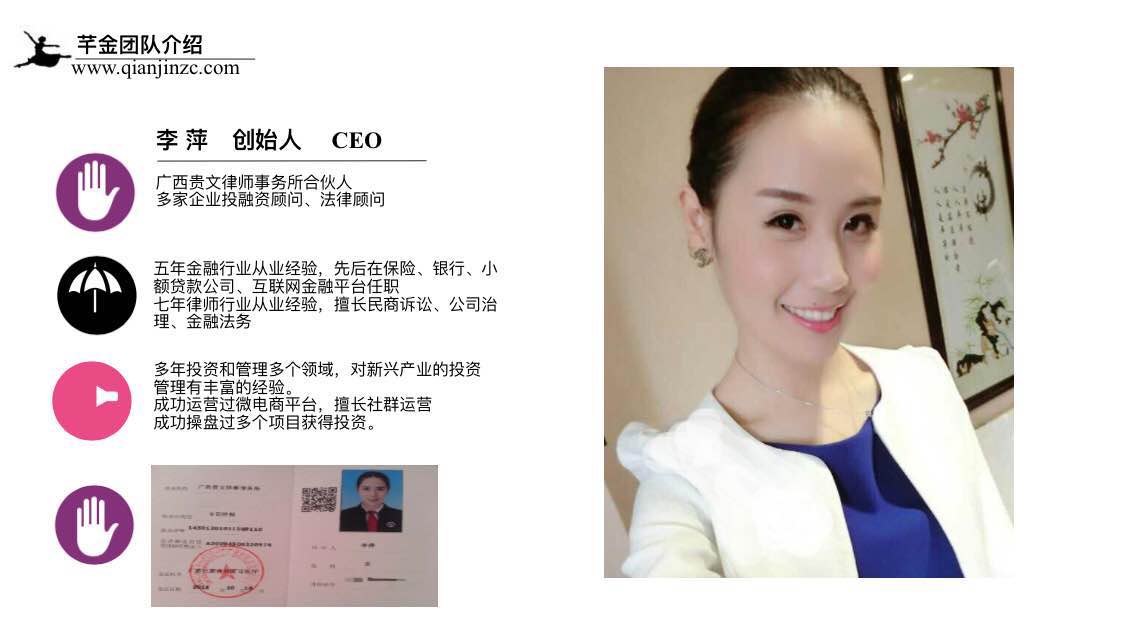 芊金团队介绍
www.qianjinzc.com
李 萍 创始人 CEO
广西贵文律师事务所合伙人
多家企业投融资顾问、法律顾问
五年金融行业从业经验，先后在保险、银行、小
额贷款公司、互联网金融平台任职
七年律师行业从业经验，擅长民商诉讼、公司治
理、金融法务
多年投资和管理多个领域，对新兴产业的投资
管理有丰富的经验。
成功运营过微电商平台，擅长社群运营
成功操盘过多个项目获得投资。